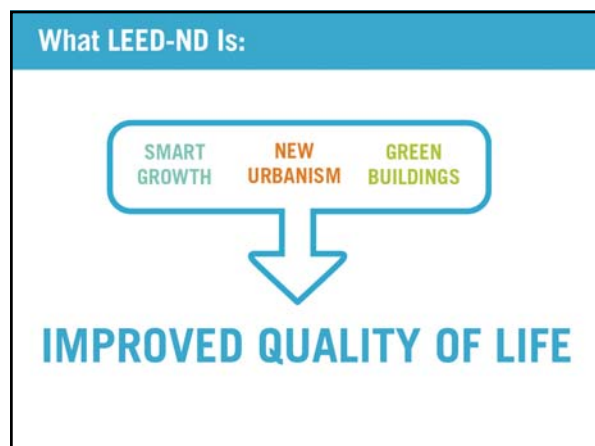 What LEED-ND Is:
SMART GROWTH
NEW URBANISM
GREEN BUILDINGS
IMPROVED QUALITY OF LIFE